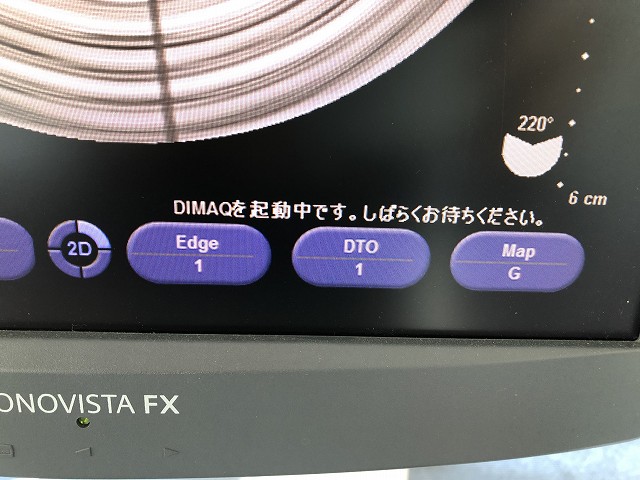 220°
6 cm
DIMAQを起動中です。しばらくお待ちください。
2D
Edge
1
DTO
1
Map
G
ONOVISTA FX